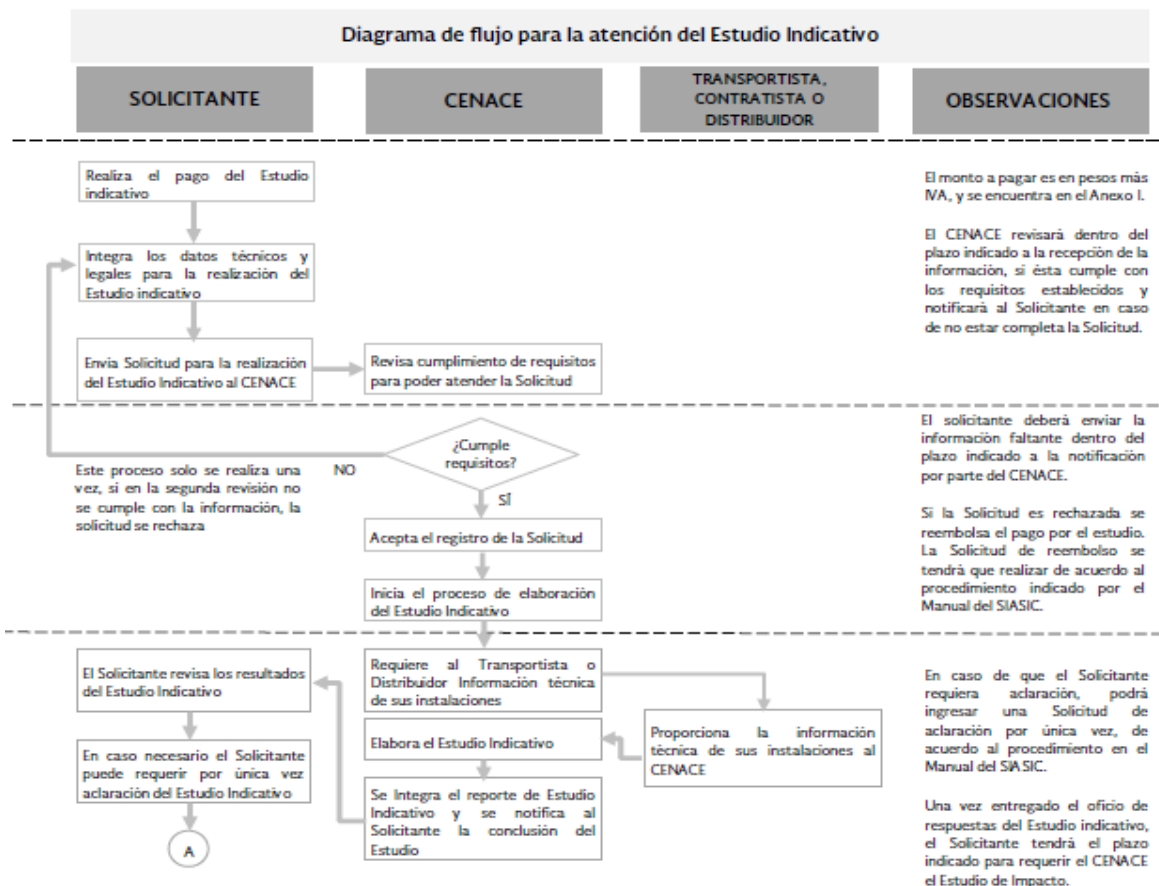 Diagrama de flujo para la atención del Estudio Indicativo
SOLICITANTE
CENACE
TRANSPORTISTA,
CONTRATISTA O
DISTRIBUIDOR
OBSERVACIONES
Realiza el pago del Estudio
indicativo
El monto a pagar es en pesos más
IVA, y se encuentra en el Anexo I.
Integra los datos técnicos y
legales para la realización del
Estudio indicativo
El CENACE revisará dentro del
plazo indicado a la recepción de la
información, si ésta cumple con
los requisitos establecidos y
notificará al Solicitante en caso
de no estar completa la Solicitud.
Envía Solicitud para la realización
del Estudio Indicativo al CENACE
Revisa cumplimiento de requisitos
para poder atender la Solicitud
¿Cumple
requisitos?
NO
SÍ
Este proceso solo se realiza una
vez, si en la segunda revisión no
se cumple con la información, la
solicitud se rechaza
El solicitante deberá enviar la
información faltante dentro del
plazo indicado a la notificación
por parte del CENACE.
Acepta el registro de la Solicitud
Inicia el proceso de elaboración
del Estudio Indicativo
Si la Solicitud es rechazada se
reembolsa el pago por el estudio.
La Solicitud de reembolso se
tendrá que realizar de acuerdo al
procedimiento indicado por el
Manual del SIASIC.
El Solicitante revisa los resultados
del Estudio Indicativo
Requiere al Transportista o
Distribuidor Información técnica
de sus instalaciones
En caso de que el Solicitante
requiera aclaración, podrá
ingresar una Solicitud de
aclaración por única vez, de
acuerdo al procedimiento en el
Manual del SIASIC.
Proporciona la información
técnica de sus instalaciones al
CENACE
Elabora el Estudio Indicativo
En caso necesario el Solicitante
puede requerir por única vez
aclaración del Estudio Indicativo
Se Integra el reporte de Estudio
Indicativo y se notifica al
Solicitante la conclusión del
Estudio
A
Una vez entregado el oficio de
respuestas del Estudio indicativo,
el Solicitante tendrá el plazo
indicado para requerir el CENACE
el Estudio de Impacto.